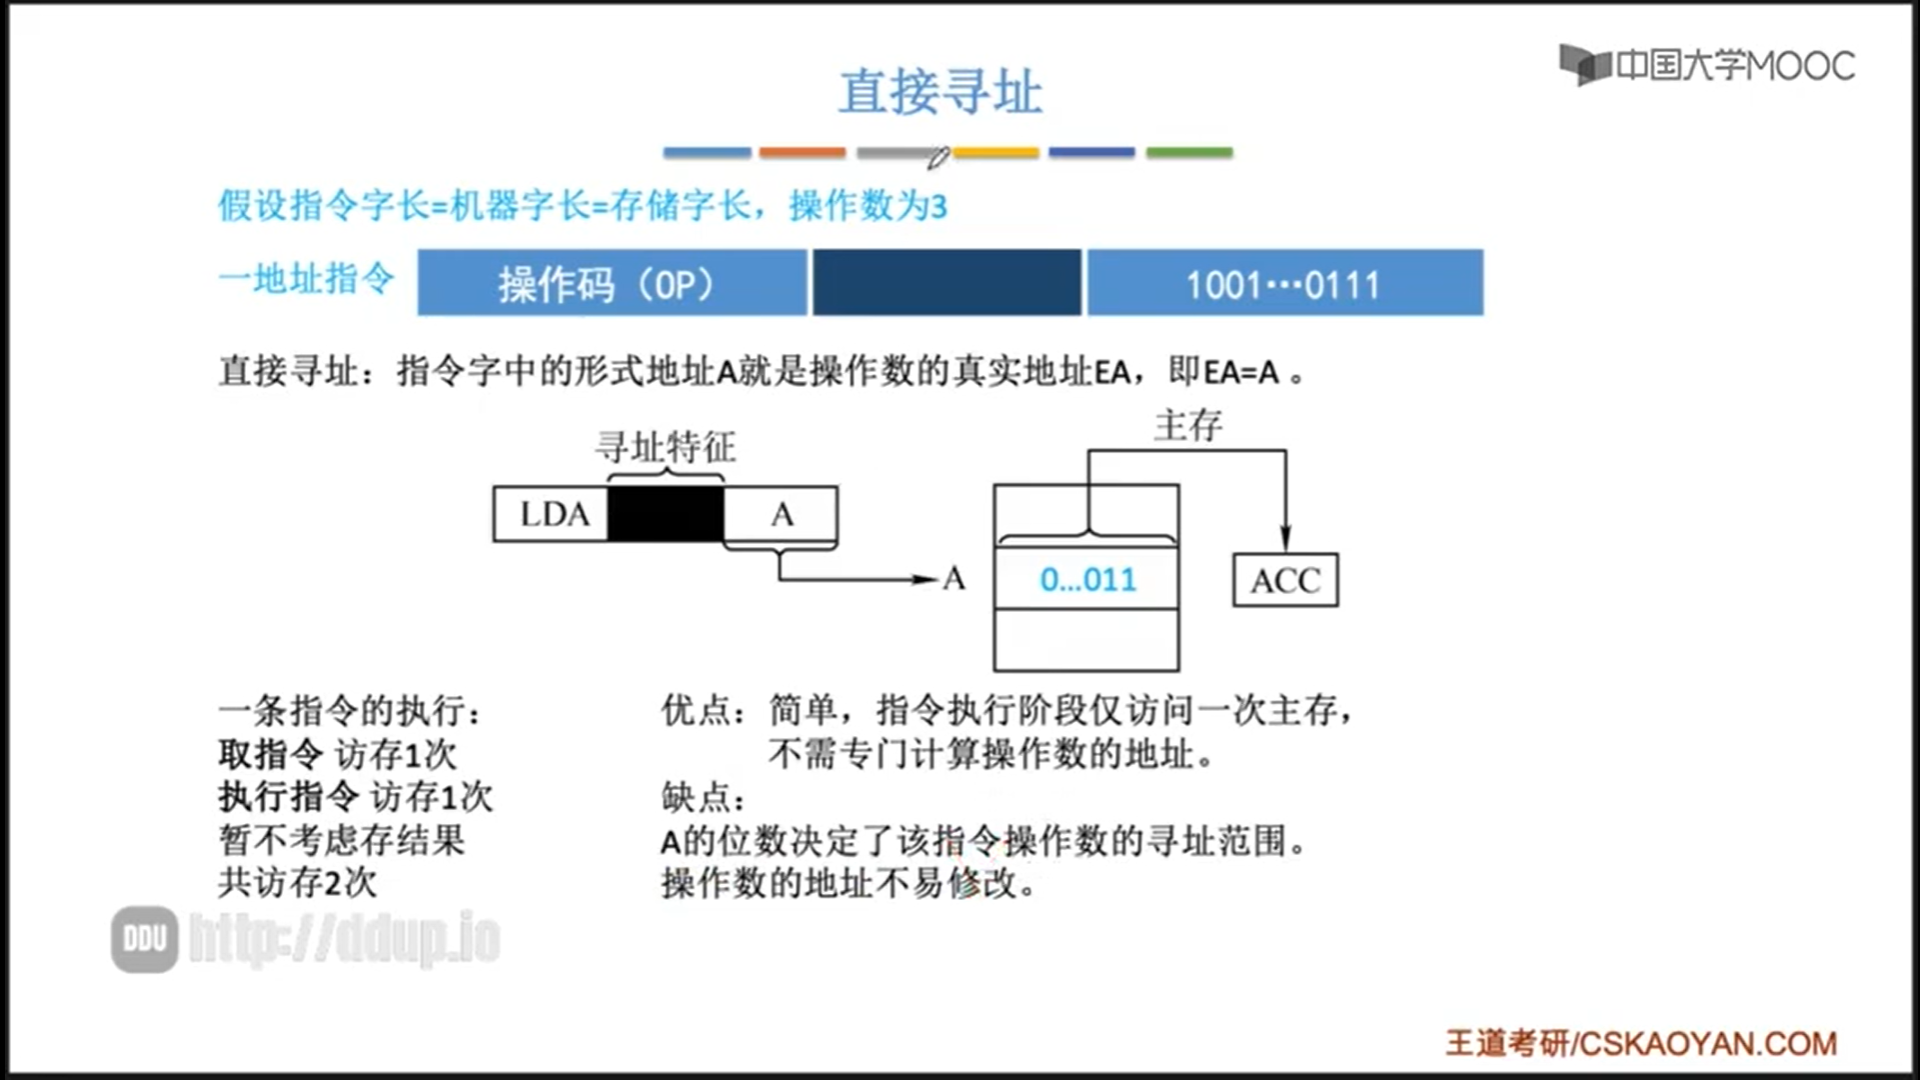 中国大学MOOC
直接寻址
假设指令字长=机器字长=存储字长，操作数为3
一地址指令 操作码（OP） 1001···0111
直接寻址：指令字中的形式地址A就是操作数的真实地址EA，即EA=A 。
主存
寻址特征
LDA A
A 0...011 ACC
一条指令的执行：
取指令 访存1次
执行指令 访存1次
暂不考虑存结果
共访存2次
优点：简单，指令执行阶段仅访问一次主存，
不需专门计算操作数的地址。
缺点：
A的位数决定了该指令操作数的寻址范围。
操作数的地址不易修改。
DDU http://ddup.io
王道考研/CSKAOYAN.COM